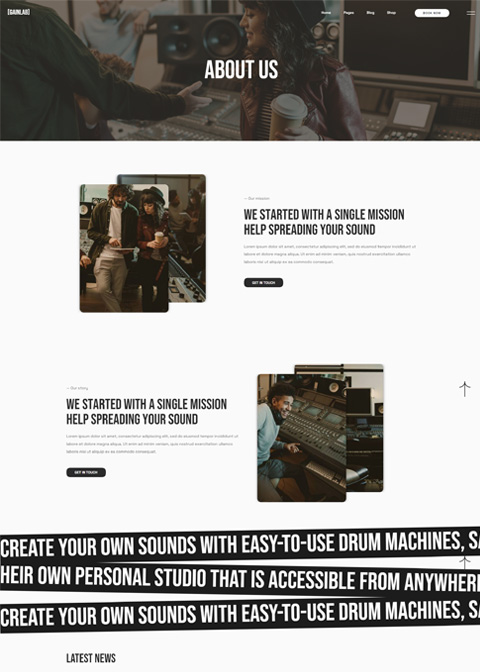 [GAINLAB]
Home Pages Blog Shop BOOK NOW
ABOUT US
— Our mission
WE STARTED WITH A SINGLE MISSION
HELP SPREADING YOUR SOUND
Lorem ipsum dolor sit amet, consectetur adipiscing elit, sed do eiusmod tempor incididunt ut
labore et dolore magna aliqua. Ut enim ad minim veniam, quis nostrud exercitation ullamco
laboris nisi ut aliquip ex ea commodo consequat.
GET IN TOUCH
— Our story
WE STARTED WITH A SINGLE MISSION
HELP SPREADING YOUR SOUND
Lorem ipsum dolor sit amet, consectetur adipiscing elit, sed do eiusmod tempor incididunt ut
labore et dolore magna aliqua. Ut enim ad minim veniam, quis nostrud exercitation ullamco
laboris nisi ut aliquip ex ea commodo consequat.
GET IN TOUCH
CREATE YOUR OWN SOUNDS WITH EASY-TO-USE DRUM MACHINES, SA
HEIR OWN PERSONAL STUDIO THAT IS ACCESSIBLE FROM ANYWHER
CREATE YOUR OWN SOUNDS WITH EASY-TO-USE DRUM MACHINES, SA
LATEST NEWS